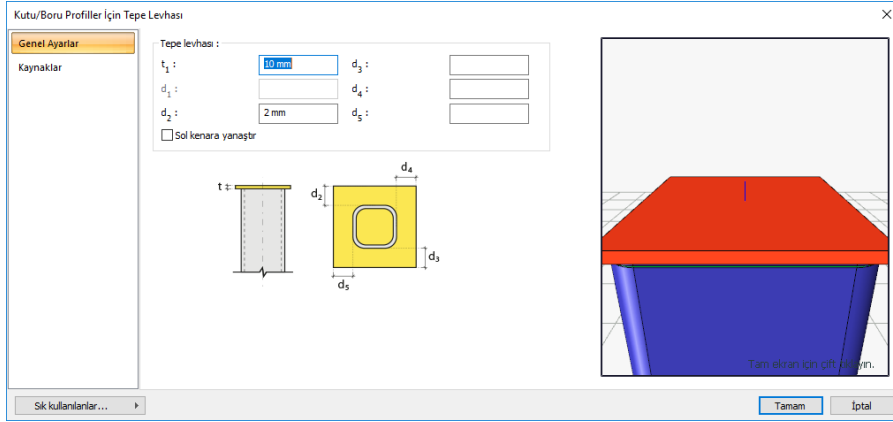 Kutu/Boru Profiller İçin Tepe Levhası
Genel Ayarlar
Kaynaklar
Tepe levhası :
t1 : 10 mm d3 :
d1 : d4 :
d2 : 2 mm d5 :
Sol kenara yanaştır
t
d4
d2
d3
d5
Tam ekran için çift
yın.
Sık kullanılanlar...
Tamam
İptal